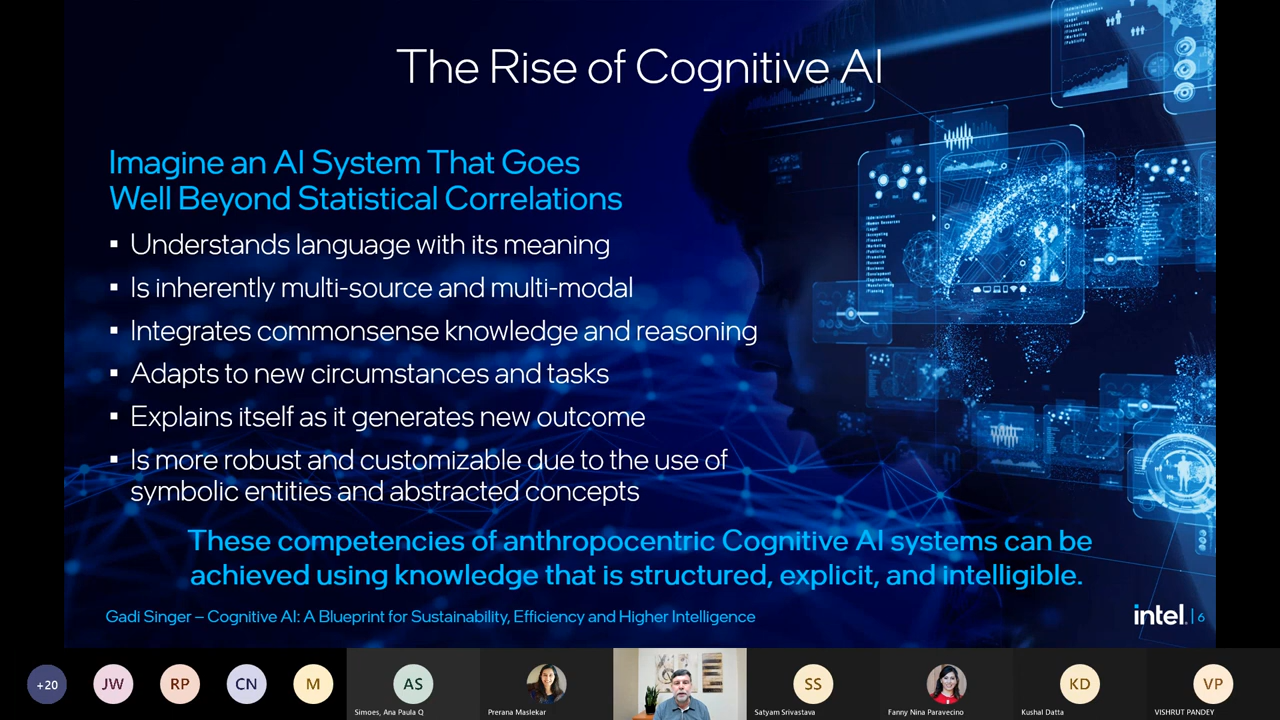 The Rise of Cognitive AI
Imagine an AI System That Goes
Well Beyond Statistical Correlations
▪ Understands language with its meaning
▪ Is inherently multi-source and multi-modal
▪ Integrates commonsense knowledge and reasoning
▪ Adapts to new circumstances and tasks
▪ Explains itself as it generates new outcome
▪ Is more robust and customizable due to the use of
symbolic entities and abstracted concepts
These competencies of anthropocentric Cognitive AI systems can be
achieved using knowledge that is structured, explicit, and intelligible.
Gadi Singer – Cognitive AI: A Blueprint for Sustainability, Efficiency and Higher Intelligence
intel. | 6
+20
JW
RP
CN
M
AS
Simoes, Ana Paula Q
Prerana Maslekar
SS
Satyam Srivastava
Fanny Nina Paravecino
KD
Kushal Datta
VP
VISHRUT PANDEY